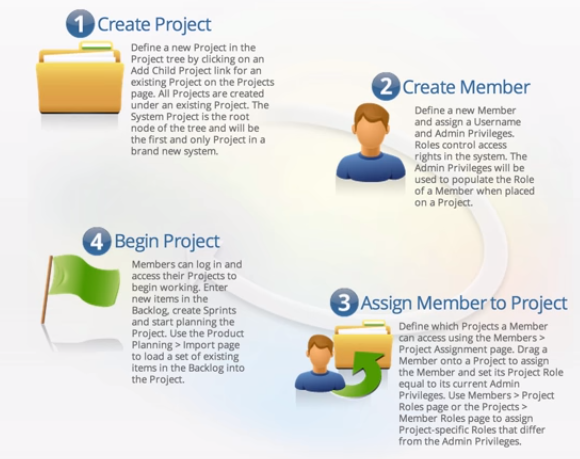 1 Create Project
Define a new Project in the
Project tree by clicking on an
Add Child Project link for an
existing Project on the Projects
page. All Projects are created
under an existing Project. The
System Project is the root
node of the tree and will be
the first and only Project in a
brand new system.
2 Create Member
Define a new Member
and assign a Username
and Admin Privileges.
Roles control access
rights in the system. The
Admin Privileges will be
used to populate the Role
of a Member when placed
on a Project.
3 Assign Member to Project
Define which Projects a Member
can access using the Members >
Project Assignment page. Drag a
Member onto a Project to assign
the Member and set its Project Role
equal to its current Admin
Privileges. Use Members > Project
Roles page or the Projects >
Member Roles page to assign
Project-specific Roles that differ
from the Admin Privileges.
4 Begin Project
Members can log in and
access their Projects to
begin working. Enter
new items in the
Backlog, create Sprints
and start planning the
Project. Use the Product
Planning > Import page
to load a set of existing
items in the Backlog into
the Project.